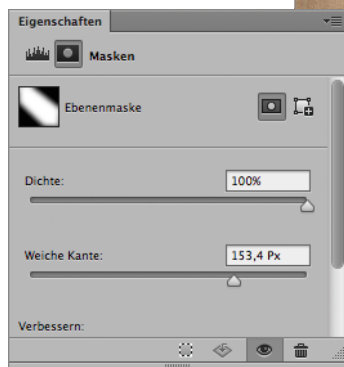 Eigenschaften
Masken
Ebenenmaske
Dichte: 100%
Weiche Kante: 153,4 Px
Verbessern: